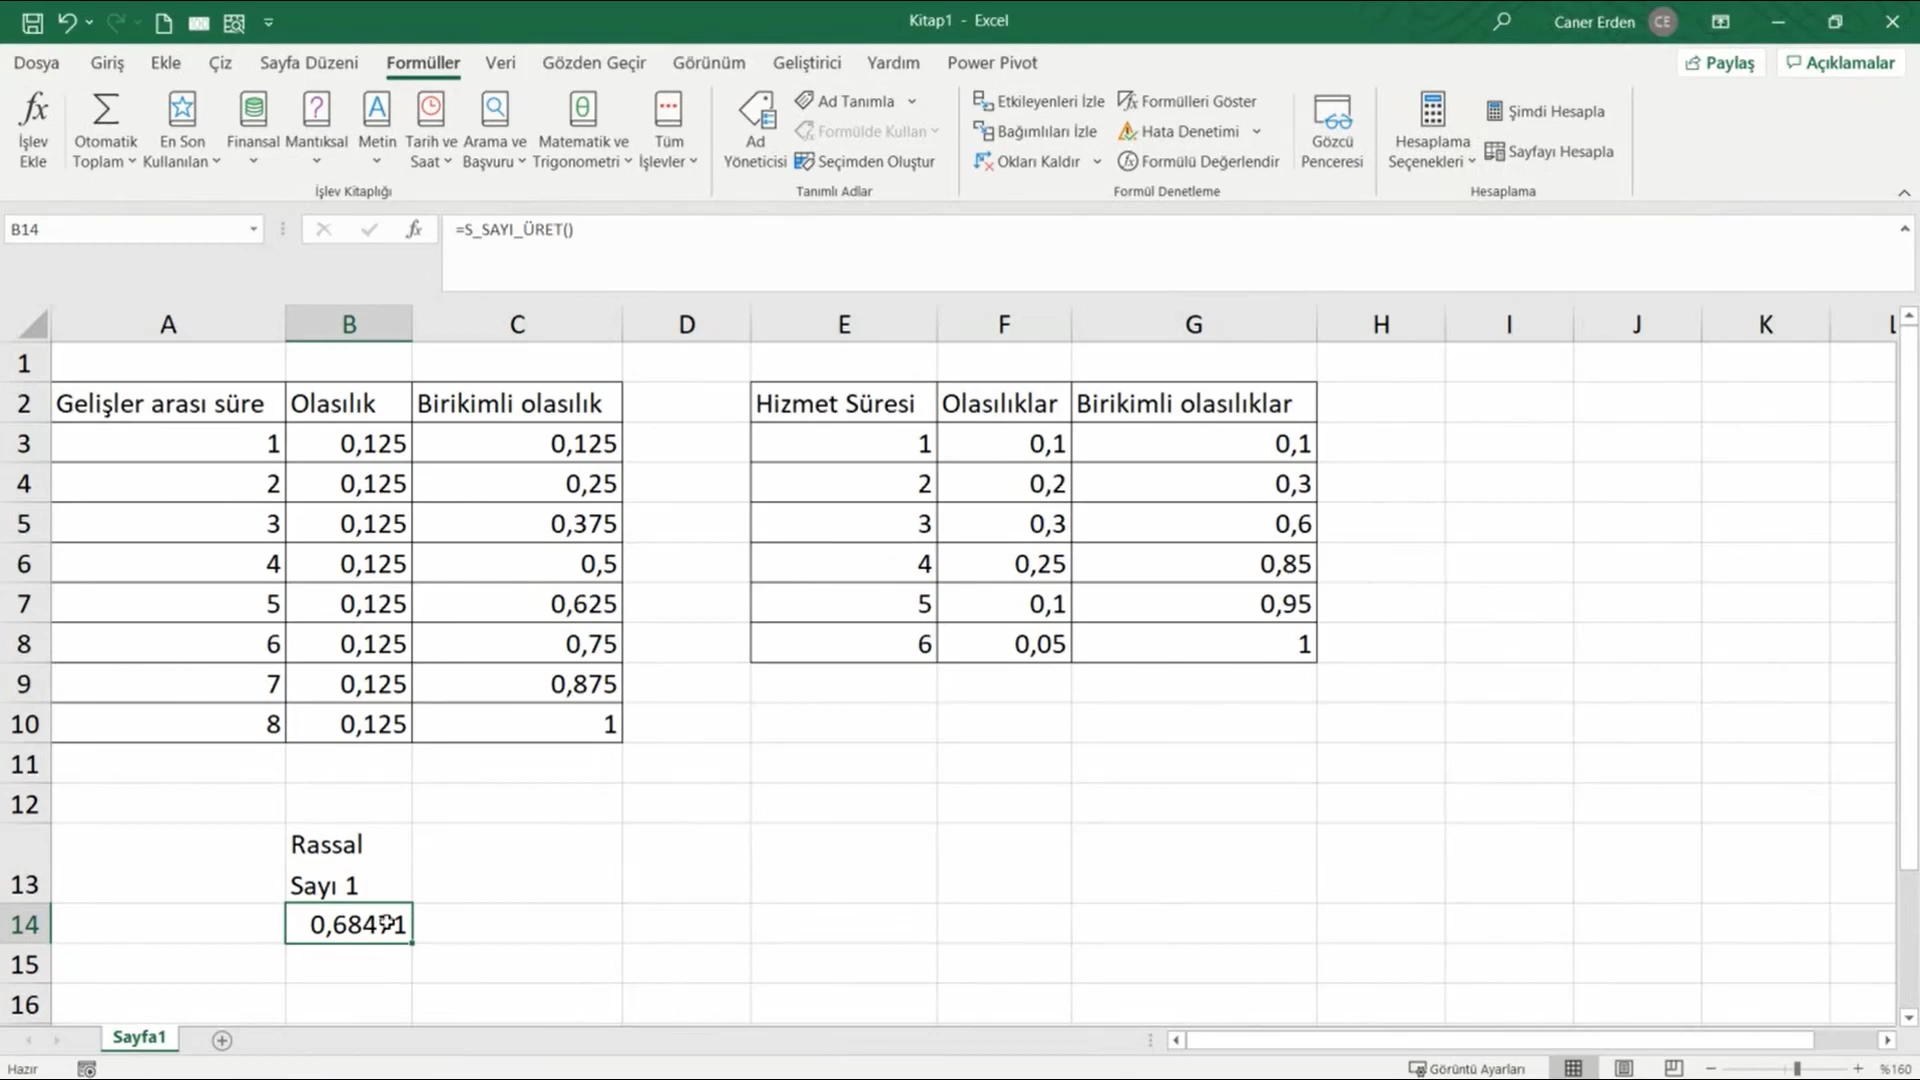 Kitap1 - Excel
Caner Erden CE
Dosya Giriş Ekle Çiz Sayfa Düzeni Formüller Veri Gözden Geçir Görünüm Geliştirici Yardım Power Pivot Paylaş Açıklamalar
İşlev Ekle
Otomatik Toplam
En Son Kullanılan
Finansal
Mantıksal
Metin
Tarih ve Saat
Arama ve Başvuru
Matematik ve Trigonometri
Tüm İşlevler
İşlev Kitaplığı
Ad Yöneticisi
Ad Tanımla
Formülde Kullan
Seçimden Oluştur
Tanımlı Adlar
Etkileyenleri İzle
Bağımlıları İzle
Okları Kaldır
Formülleri Göster
Hata Denetimi
Formülü Değerlendir
Formül Denetleme
Gözcü Penceresi
Hesaplama Seçenekleri
Şimdi Hesapla
Sayfayı Hesapla
Hesaplama
B14 fx =S_SAYI_ÜRET()
A B C D E F G H I J K L
1
2 Gelişler arası süre Olasılık Birikimli olasılık Hizmet Süresi Olasılıklar Birikimli olasılıklar
3 1 0,125 0,125 1 0,1 0,1
4 2 0,125 0,25 2 0,2 0,3
5 3 0,125 0,375 3 0,3 0,6
6 4 0,125 0,5 4 0,25 0,85
7 5 0,125 0,625 5 0,1 0,95
8 6 0,125 0,75 6 0,05 1
9 7 0,125 0,875
10 8 0,125 1
11
12
Rassal
13 Sayı 1
14
15
16
Sayfa1
Hazır Görüntü Ayarları %160